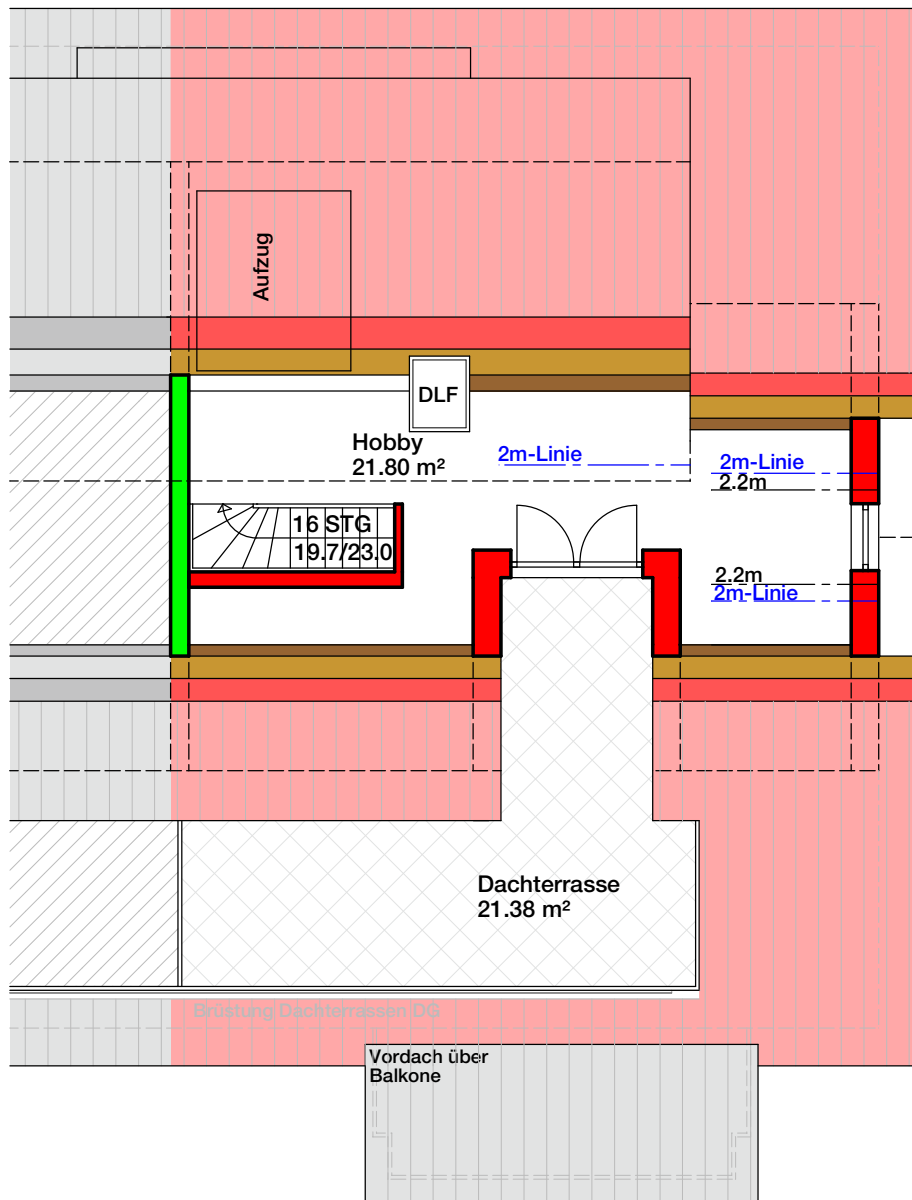 Aufzug
DLF
Hobby
21.80 m²
2m-Linie
2m-Linie
2.2m
16 STG
19.7/23.0
2.2m
2m-Linie
Dachterrasse
21.38 m²
Brüstung Dachterrassen DG
Vordach über
Balkone